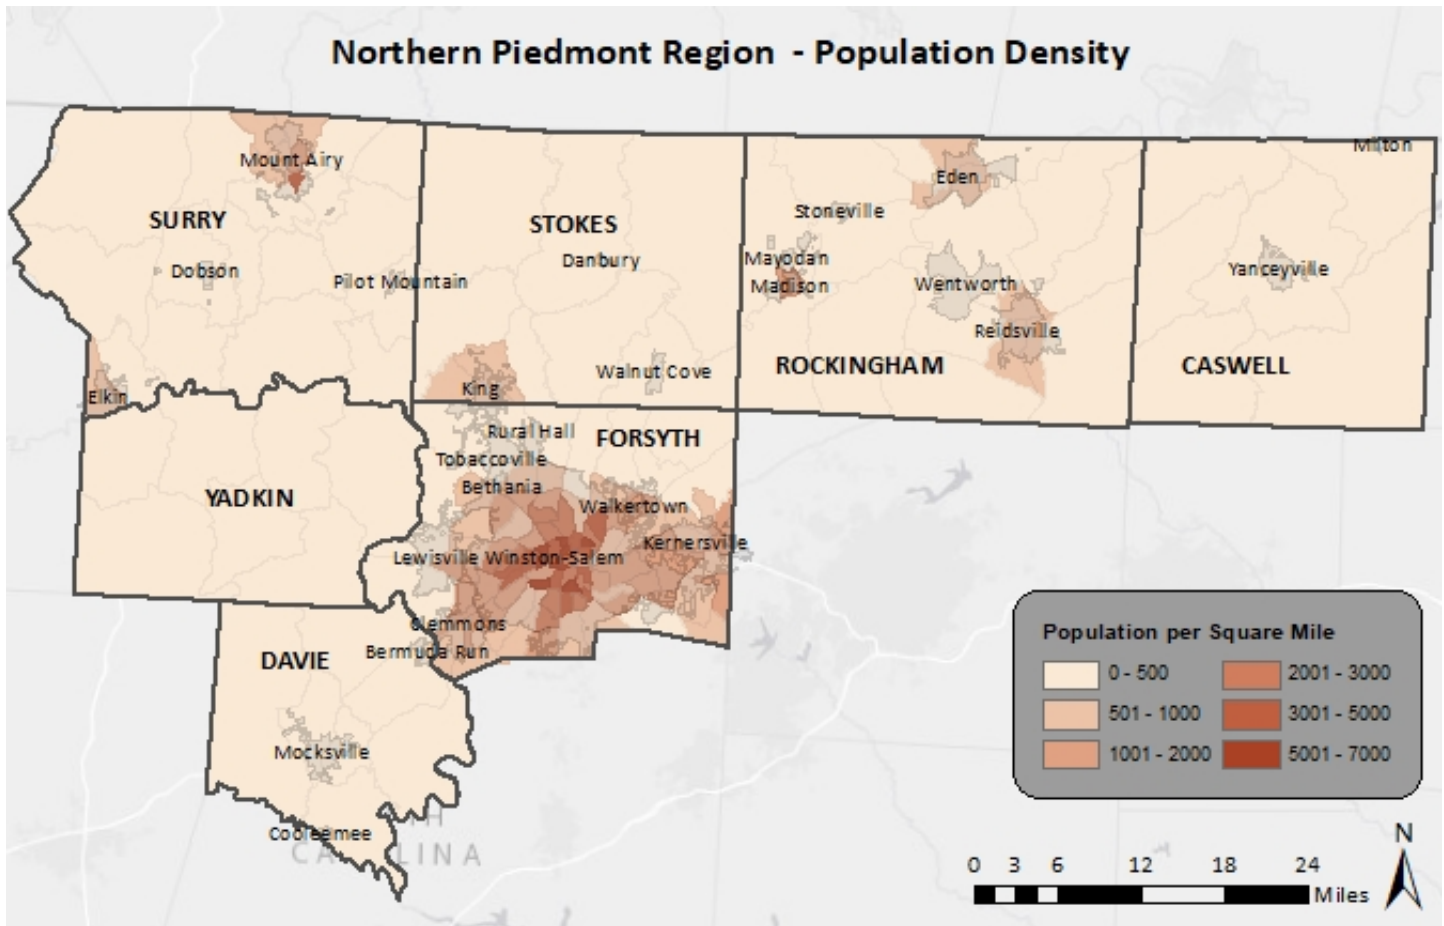 Northern Piedmont Region - Population Density
Milton
Mount Airy
Eden
SURRY
STOKES
Stoneville
Dobson
Pilot Mountain
Danbury
Mayodan
Madison
Wentworth
Yanceyville
Reidsville
ROCKINGHAM
CASWELL
Elkin
King
Walnut Cove
Rural Hall
FORSYTH
Tobaccoville
Bethania
YADKIN
Walkertown
Kernersville
Lewisville
Winston-Salem
Clemmons
Bermuda Run
DAVIE
Mocksville
Cooleemee
CAROLINA
Population per Square Mile
0 - 500
2001 - 3000
501 - 1000
3001 - 5000
1001 - 2000
5001 - 7000
N
0 3 6 12 18 24
Miles